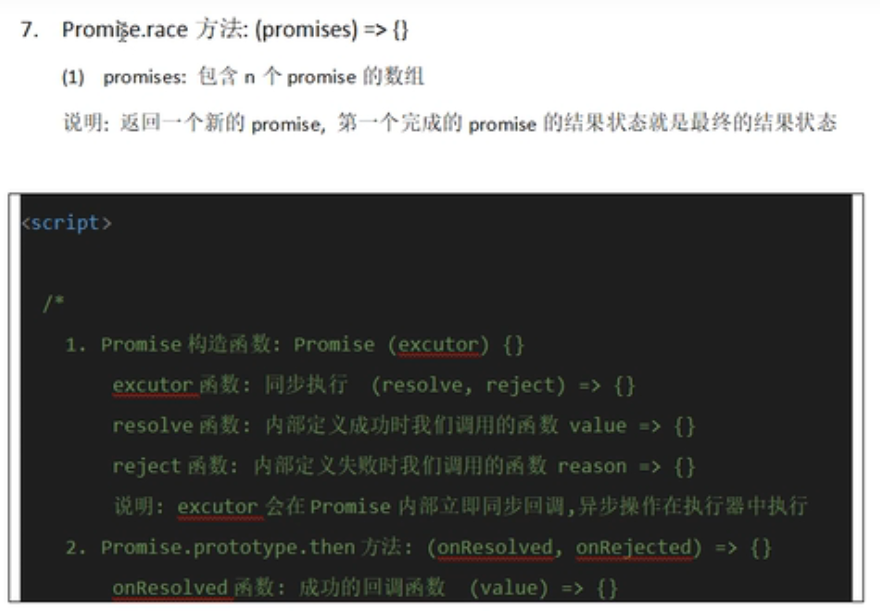 7. Promise.race 方法: (promises) => {}
(1) promises: 包含 n 个 promise 的数组
说明: 返回一个新的 promise, 第一个完成的 promise 的结果状态就是最终的结果状态
<script>
/*
1. Promise 构造函数: Promise (excutor) {}
excutor 函数: 同步执行 (resolve, reject) => {}
resolve 函数: 内部定义成功时我们调用的函数 value => {}
reject 函数: 内部定义失败时我们调用的函数 reason => {}
说明: excutor 会在 Promise 内部立即同步回调,异步操作在执行器中执行
2. Promise.prototype.then 方法: (onResolved, onRejected) => {}
onResolved 函数: 成功的回调函数 (value) => {}